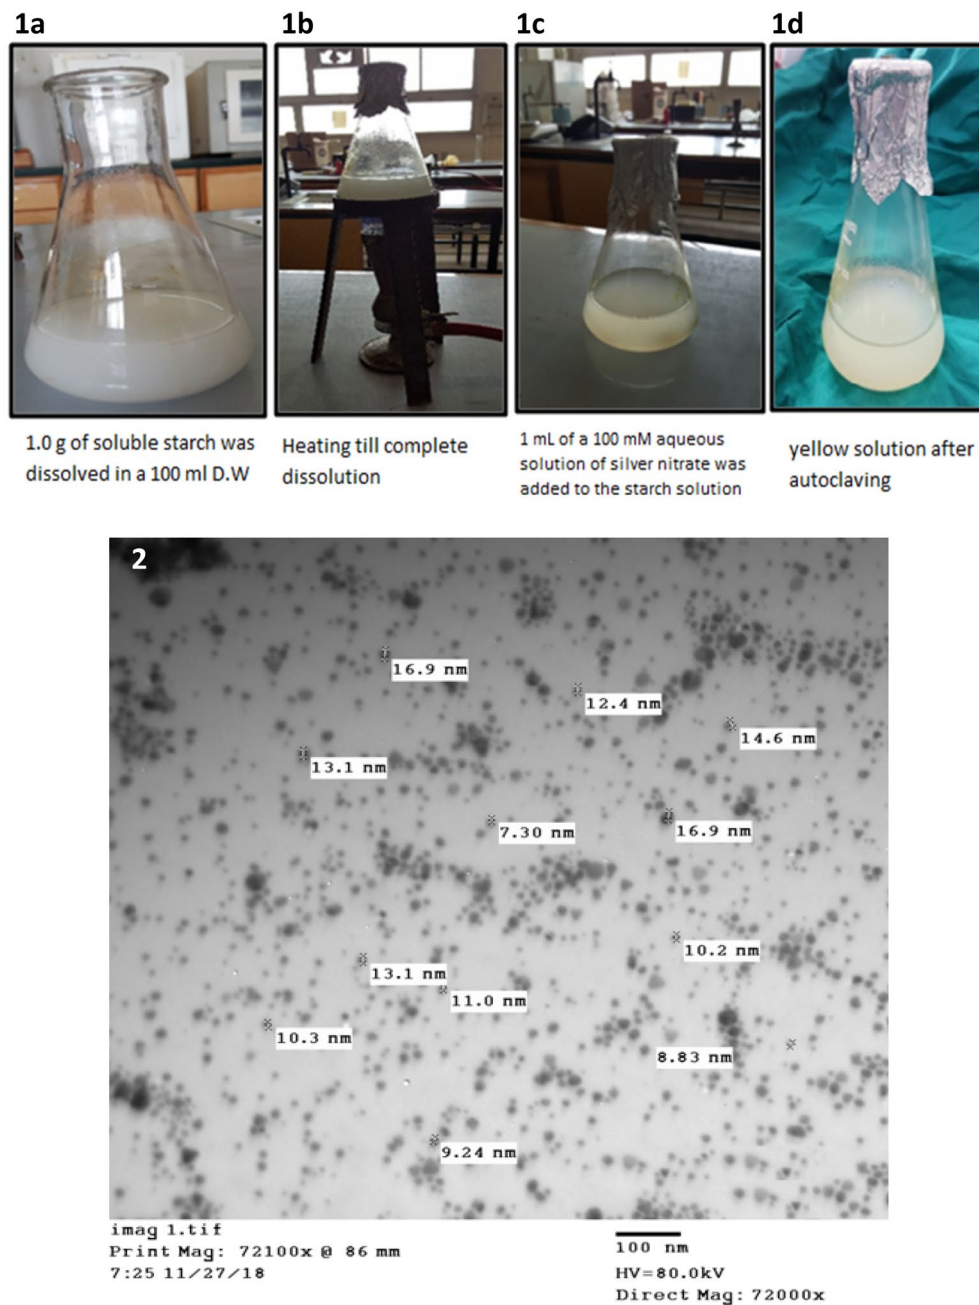 1a
1b
1c
1d
1.0 g of soluble starch was
dissolved in a 100 ml D.W
Heating till complete
dissolution
1 mL of a 100 mM aqueous
solution of silver nitrate was
added to the starch solution
yellow solution after
autoclaving
2
16.9 nm
12.4 nm
14.6 nm
13.1 nm
7.30 nm
16.9 nm
10.2 nm
13.1 nm
11.0 nm
10.3 nm
8.83 nm
9.24 nm
imag 1.tif
Print Mag: 72100x @ 86 mm
7:25 11/27/18
100 nm
HV=80.0kV
Direct Mag: 72000x